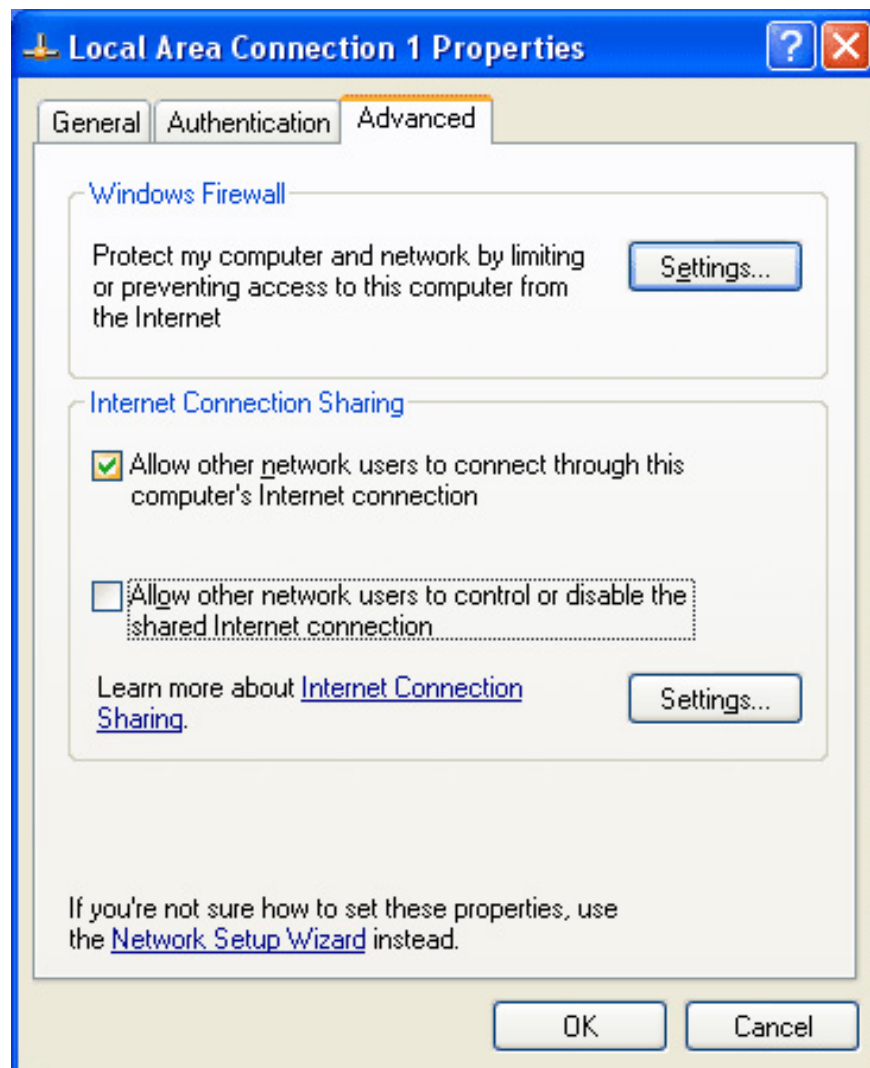 Local Area Connection 1 Properties
General
Authentication
Advanced
Windows Firewall
Protect my computer and network by limiting
or preventing access to this computer from
the Internet
Settings...
Internet Connection Sharing
Allow other network users to connect through this
computer's Internet connection
Allow other network users to control or disable the
shared Internet connection
Learn more about Internet Connection
Sharing.
Settings...
If you're not sure how to set these properties, use
the Network Setup Wizard instead.
OK
Cancel